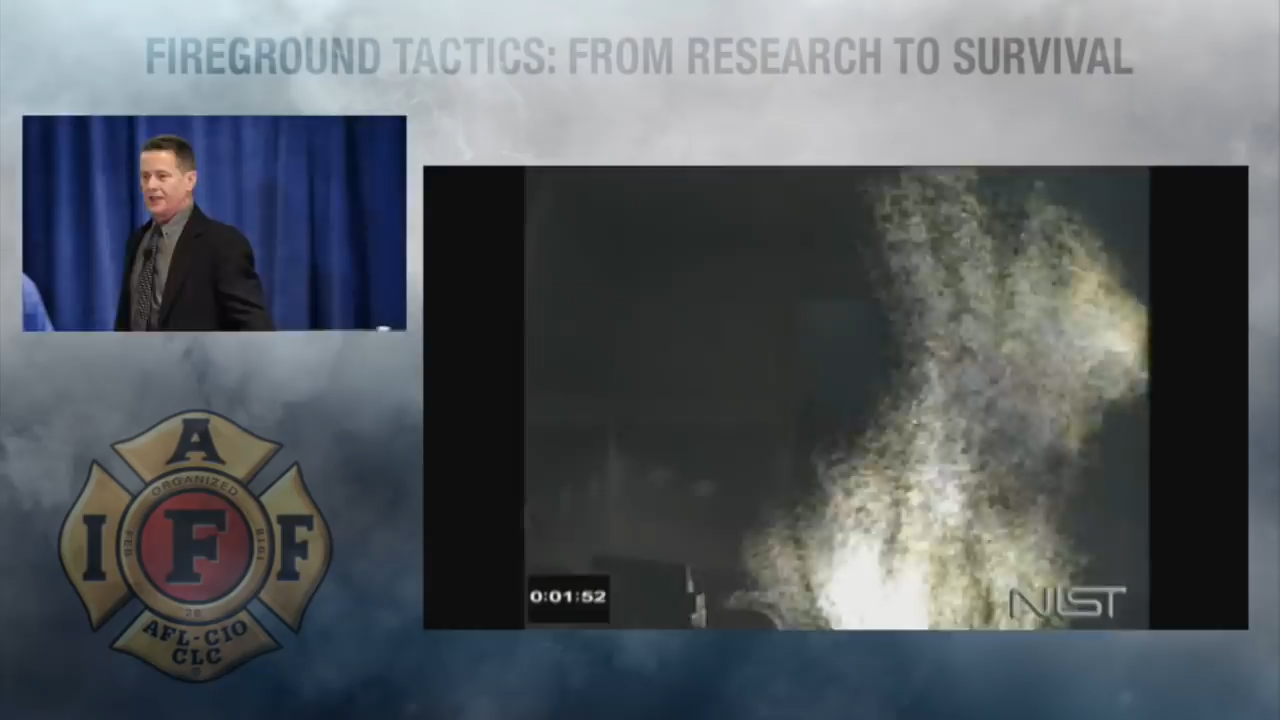 FIREGROUND TACTICS: FROM RESEARCH TO SURVIVAL
0:01:52
NIST
A
ORGANIZED
I F F
FEB 28 1918
AFL-CIO
CLC